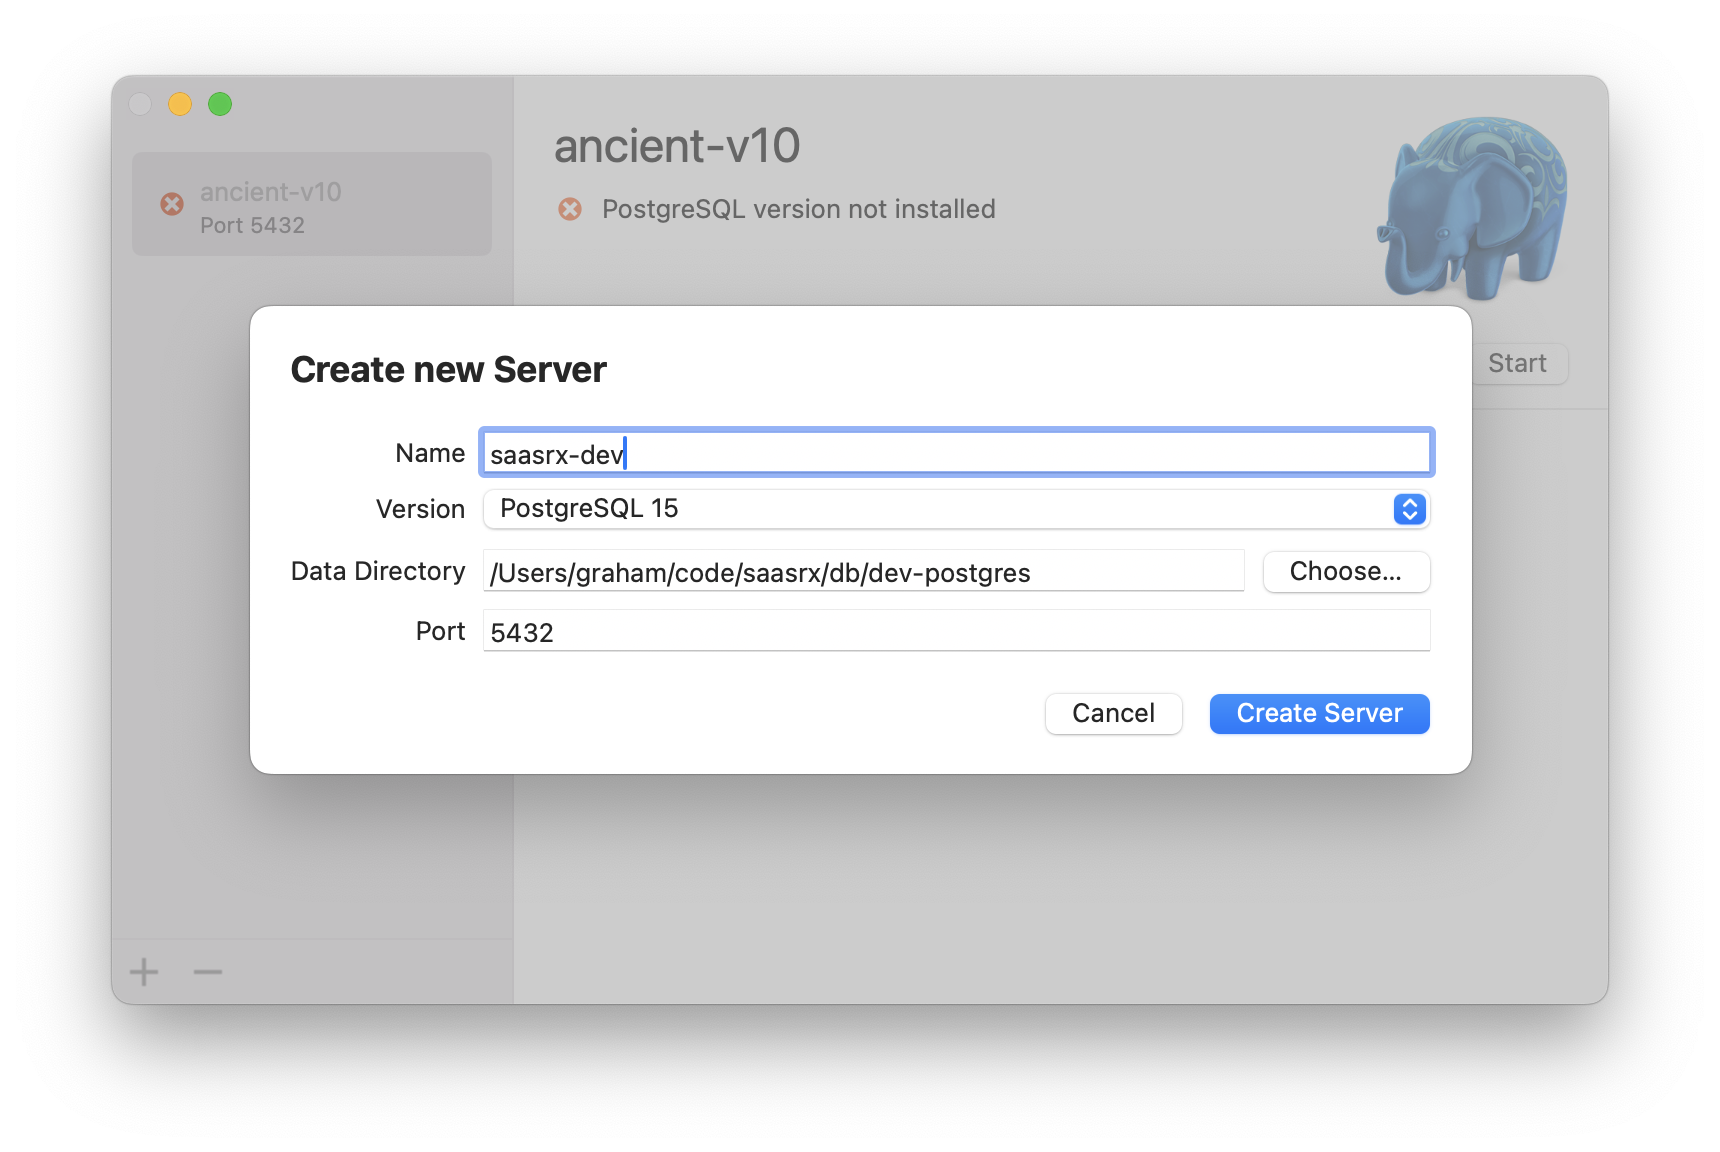 ancient-v10
Port 5432
ancient-v10
PostgreSQL version not installed
Start
Create new Server
Name saasrx-dev
Version PostgreSQL 15
Data Directory /Users/graham/code/saasrx/db/dev-postgres Choose...
Port 5432
Cancel Create Server